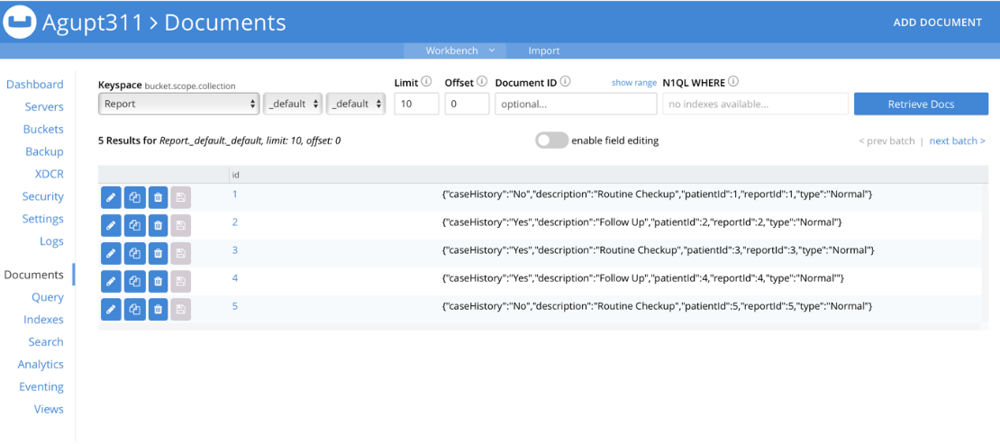 Agupt311 > Documents
ADD DOCUMENT
Workbench
Import
Dashboard
Servers
Buckets
Backup
XDCR
Security
Settings
Logs
Documents
Query
Indexes
Search
Analytics
Eventing
Views
Keyspace bucket.scope.collection
Limit
Offset
Document ID
show range
N1QL WHERE
Report
_default
_default
10
0
optional...
no indexes available...
Retrieve Docs
5 Results for Report._default._default, limit: 10, offset: 0
enable field editing
< prev batch | next batch >
id
1 {"caseHistory":"No","description":"Routine Checkup","patientId":1,"reportId":1,"type":"Normal"}
2 {"caseHistory":"Yes","description":"Follow Up","patientId":2,"reportId":2,"type":"Normal"}
3 {"caseHistory":"Yes","description":"Routine Checkup","patientId":3,"reportId":3,"type":"Normal"}
4 {"caseHistory":"Yes","description":"Follow Up","patientId":4,"reportId":4,"type":"Normal'"}
5 {"caseHistory":"No","description":"Routine Checkup","patientId":5,"reportId":5,"type":"Normal"}